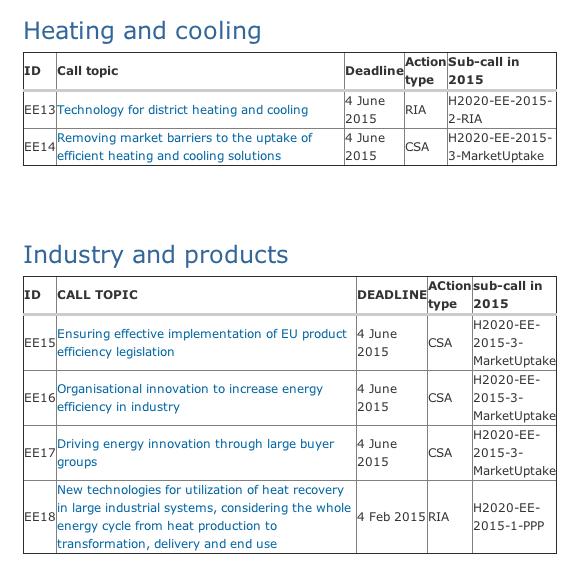 Heating and cooling
ID Call topic Deadline Action type Sub-call in 2015
EE13 Technology for district heating and cooling 4 June 2015 RIA H2020-EE-2015-2-RIA
EE14 Removing market barriers to the uptake of efficient heating and cooling solutions 4 June 2015 CSA H2020-EE-2015-3-MarketUptake
Industry and products
ID CALL TOPIC DEADLINE ACtion type sub-call in 2015
EE15 Ensuring effective implementation of EU product efficiency legislation 4 June 2015 CSA H2020-EE-2015-3-MarketUptake
EE16 Organisational innovation to increase energy efficiency in industry 4 June 2015 CSA H2020-EE-2015-3-MarketUptake
EE17 Driving energy innovation through large buyer groups 4 June 2015 CSA H2020-EE-2015-3-MarketUptake
EE18 New technologies for utilization of heat recovery in large industrial systems, considering the whole energy cycle from heat production to transformation, delivery and end use 4 Feb 2015 RIA H2020-EE-2015-1-PPP